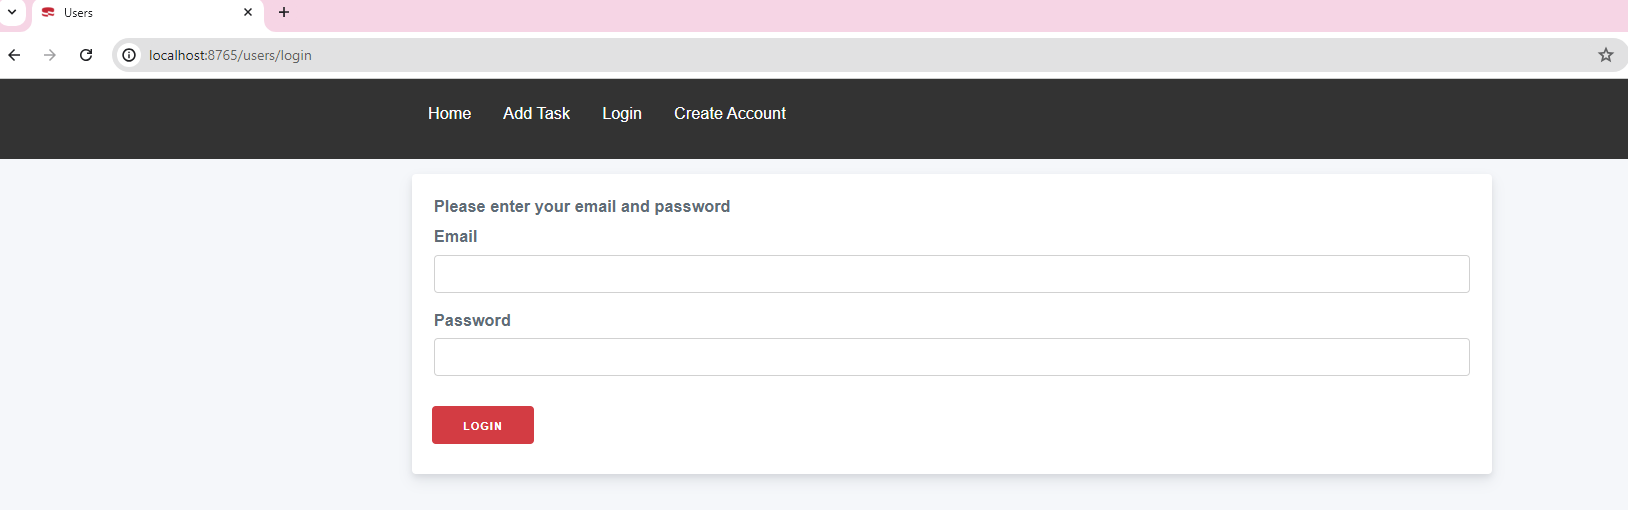 Users
localhost:8765/users/login
Home Add Task Login Create Account
Please enter your email and password
Email
Password
LOGIN